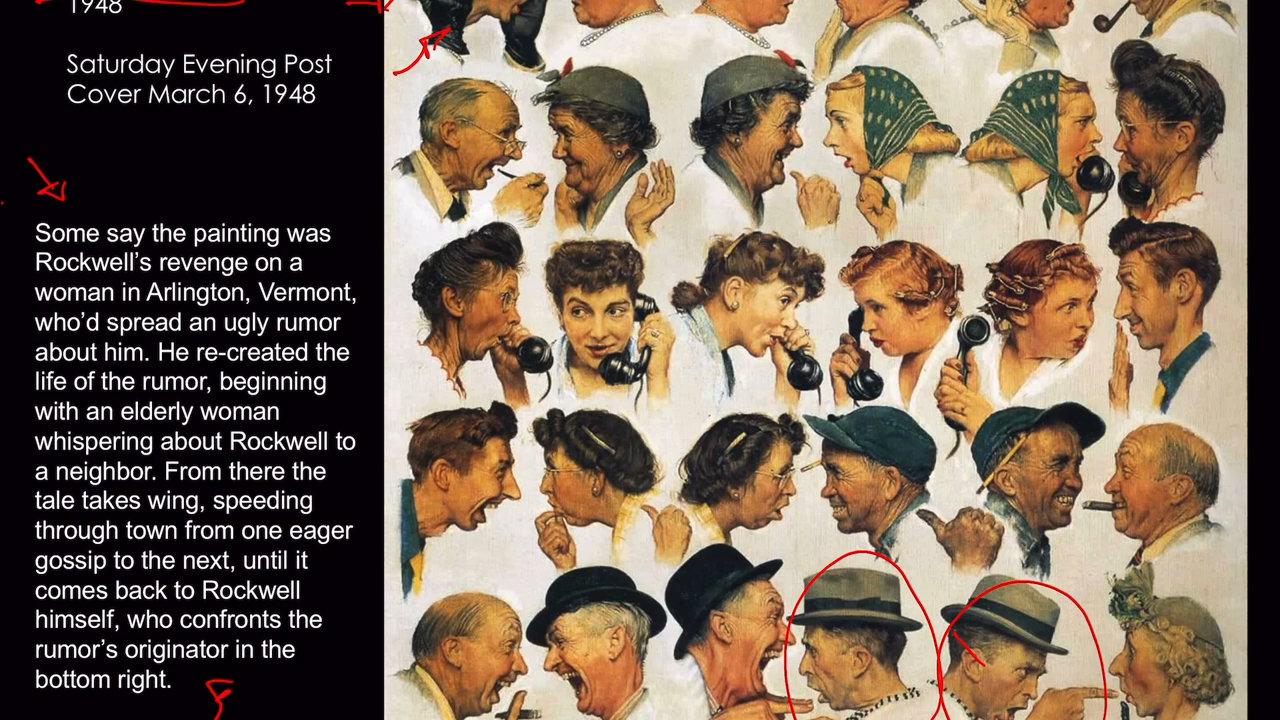 1948
Saturday Evening Post
Cover March 6, 1948
Some say the painting was
Rockwell’s revenge on a
woman in Arlington, Vermont,
who’d spread an ugly rumor
about him. He re-created the
life of the rumor, beginning
with an elderly woman
whispering about Rockwell to
a neighbor. From there the
tale takes wing, speeding
through town from one eager
gossip to the next, until it
comes back to Rockwell
himself, who confronts the
rumor’s originator in the
bottom right.